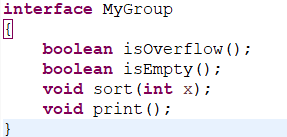 interface MyGroup
{
    boolean isOverflow();
    boolean isEmpty();
    void sort(int x);
    void print();
}